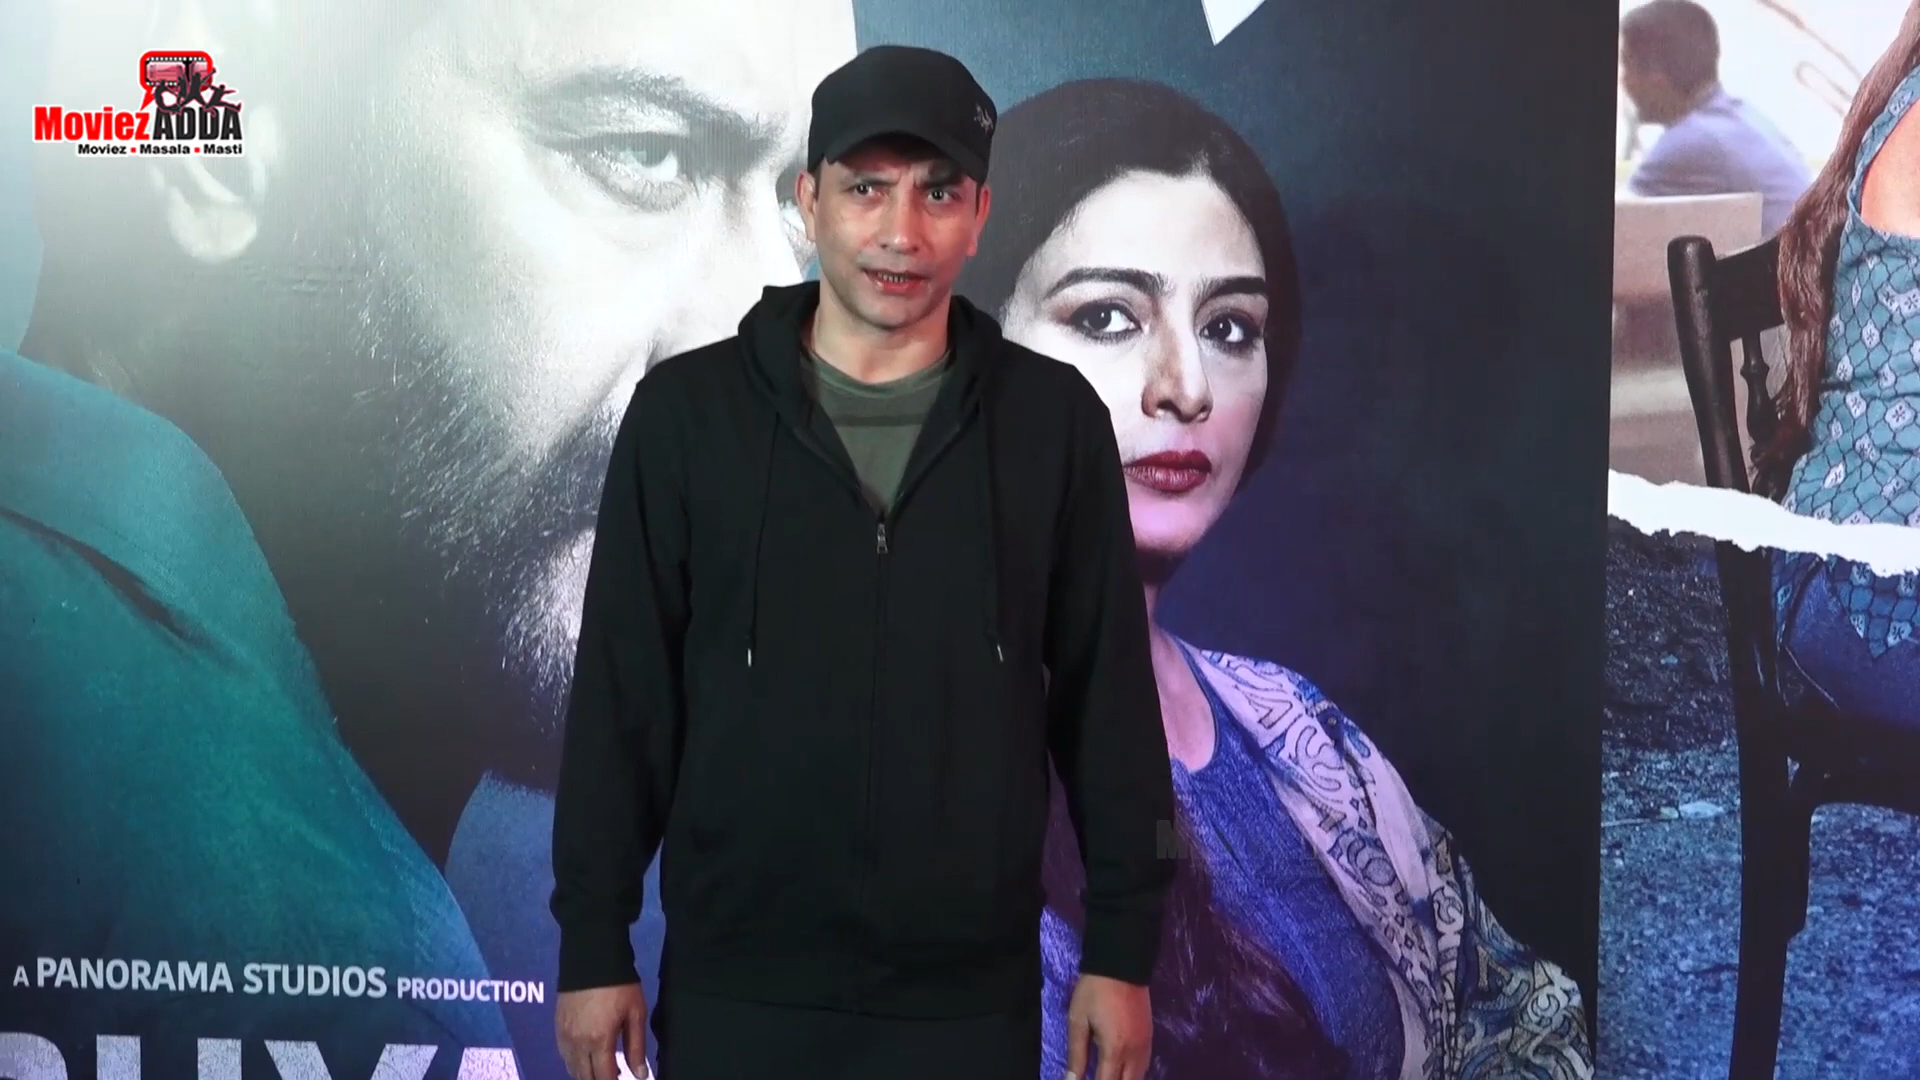 Moviez ADDA
Moviez • Masala • Masti
A PANORAMA STUDIOS PRODUCTION